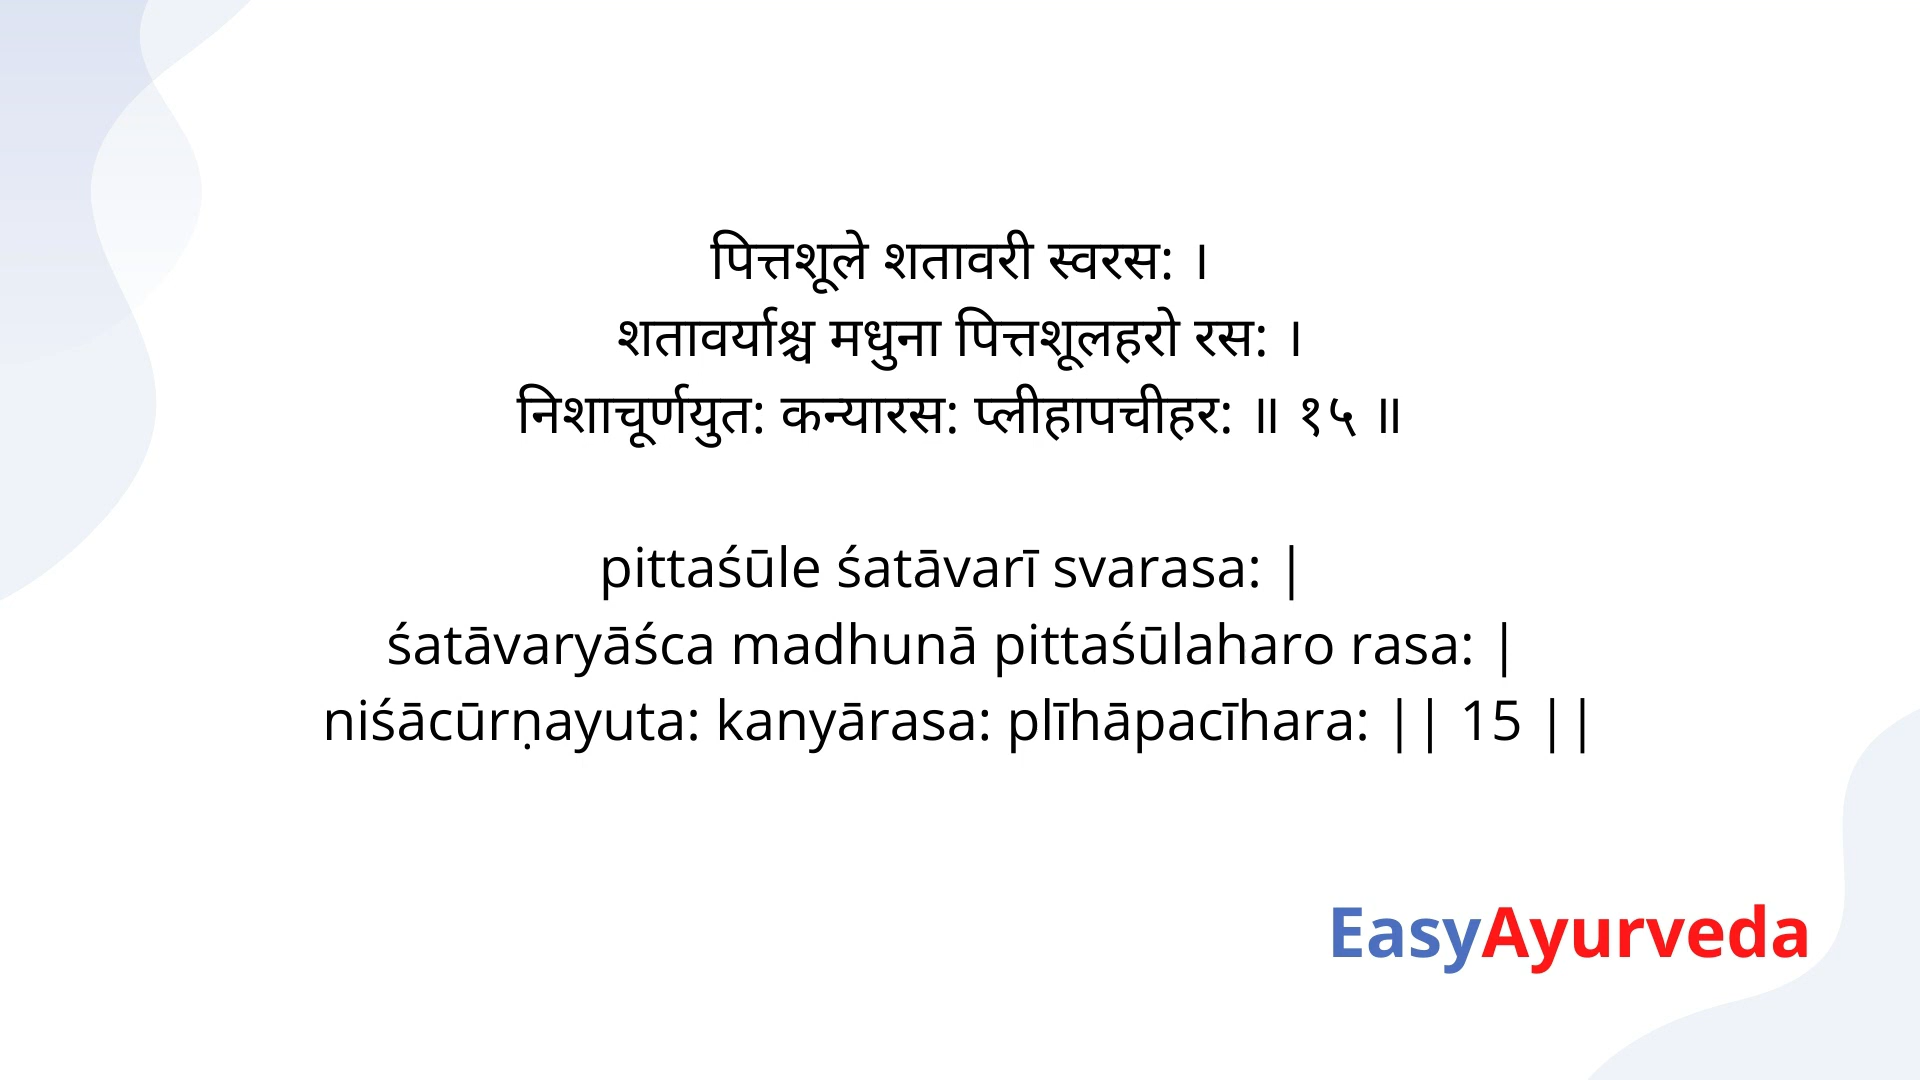 पित्तशूले शतावरी स्वरस: ।
शतावर्याश्च मधुना पित्तशूलहरो रस: ।
निशाचूर्णयुत: कन्यारस: प्लीहापचीहर: ॥ १५ ॥
pittaśūle śatāvarī svarasa: |
śatāvaryāśca madhunā pittaśūlaharo rasa: |
niśācūrṇayuta: kanyārasa: plīhāpacīhara: || 15 ||
EasyAyurveda